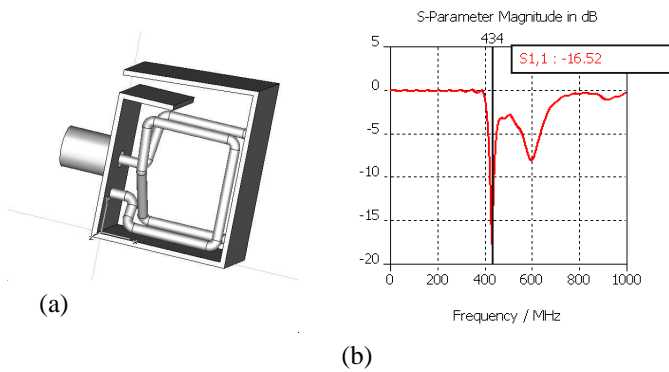 S-Parameter Magnitude in dB
434
S1,1 : -16.52
5
0
-5
-10
-15
-20
0 200 400 600 800 1000
Frequency / MHz
(a)
(b)